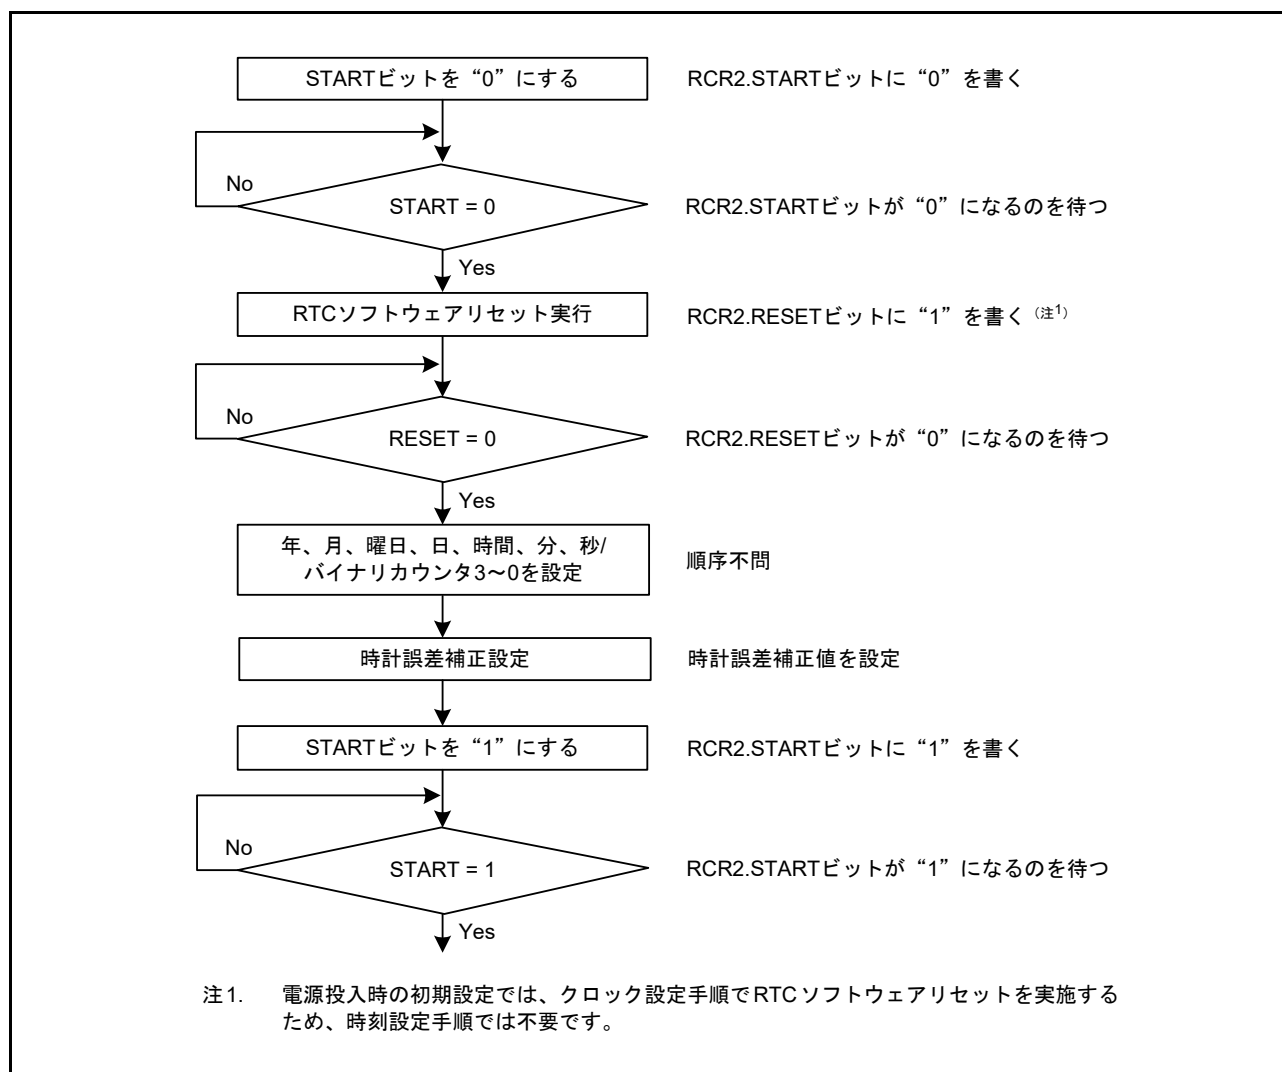 STARTビットを“0”にする
RCR2.STARTビットに“0”を書く
No
START = 0
RCR2.STARTビットが“0”になるのを待つ
Yes
RTCソフトウェアリセット実行
RCR2.RESETビットに“1”を書く（注1）
No
RESET = 0
RCR2.RESETビットが“0”になるのを待つ
Yes
年、月、曜日、日、時間、分、秒/
バイナリカウンタ3～0を設定
順序不問
時計誤差補正設定
時計誤差補正値を設定
STARTビットを“1”にする
RCR2.STARTビットに“1”を書く
No
START = 1
RCR2.STARTビットが“1”になるのを待つ
Yes
注1. 電源投入時の初期設定では、クロック設定手順でRTCソフトウェアリセットを実施する
ため、時刻設定手順では不要です。